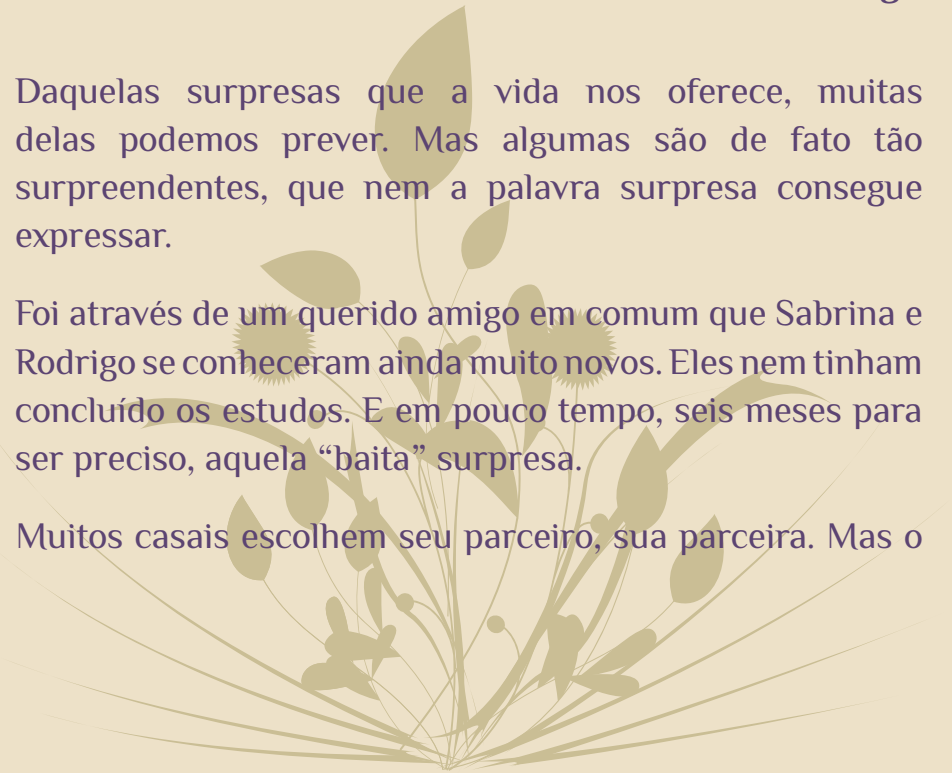 Daquelas surpresas que a vida nos oferece, muitas
delas podemos prever. Mas algumas são de fato tão
surpreendentes, que nem a palavra surpresa consegue
expressar.
Foi através de um querido amigo em comum que Sabrina e
Rodrigo se conheceram ainda muito novos. Eles nem tinham
concluído os estudos. E em pouco tempo, seis meses para
ser preciso, aquela “baita” surpresa.
Muitos casais escolhem seu parceiro, sua parceira. Mas o